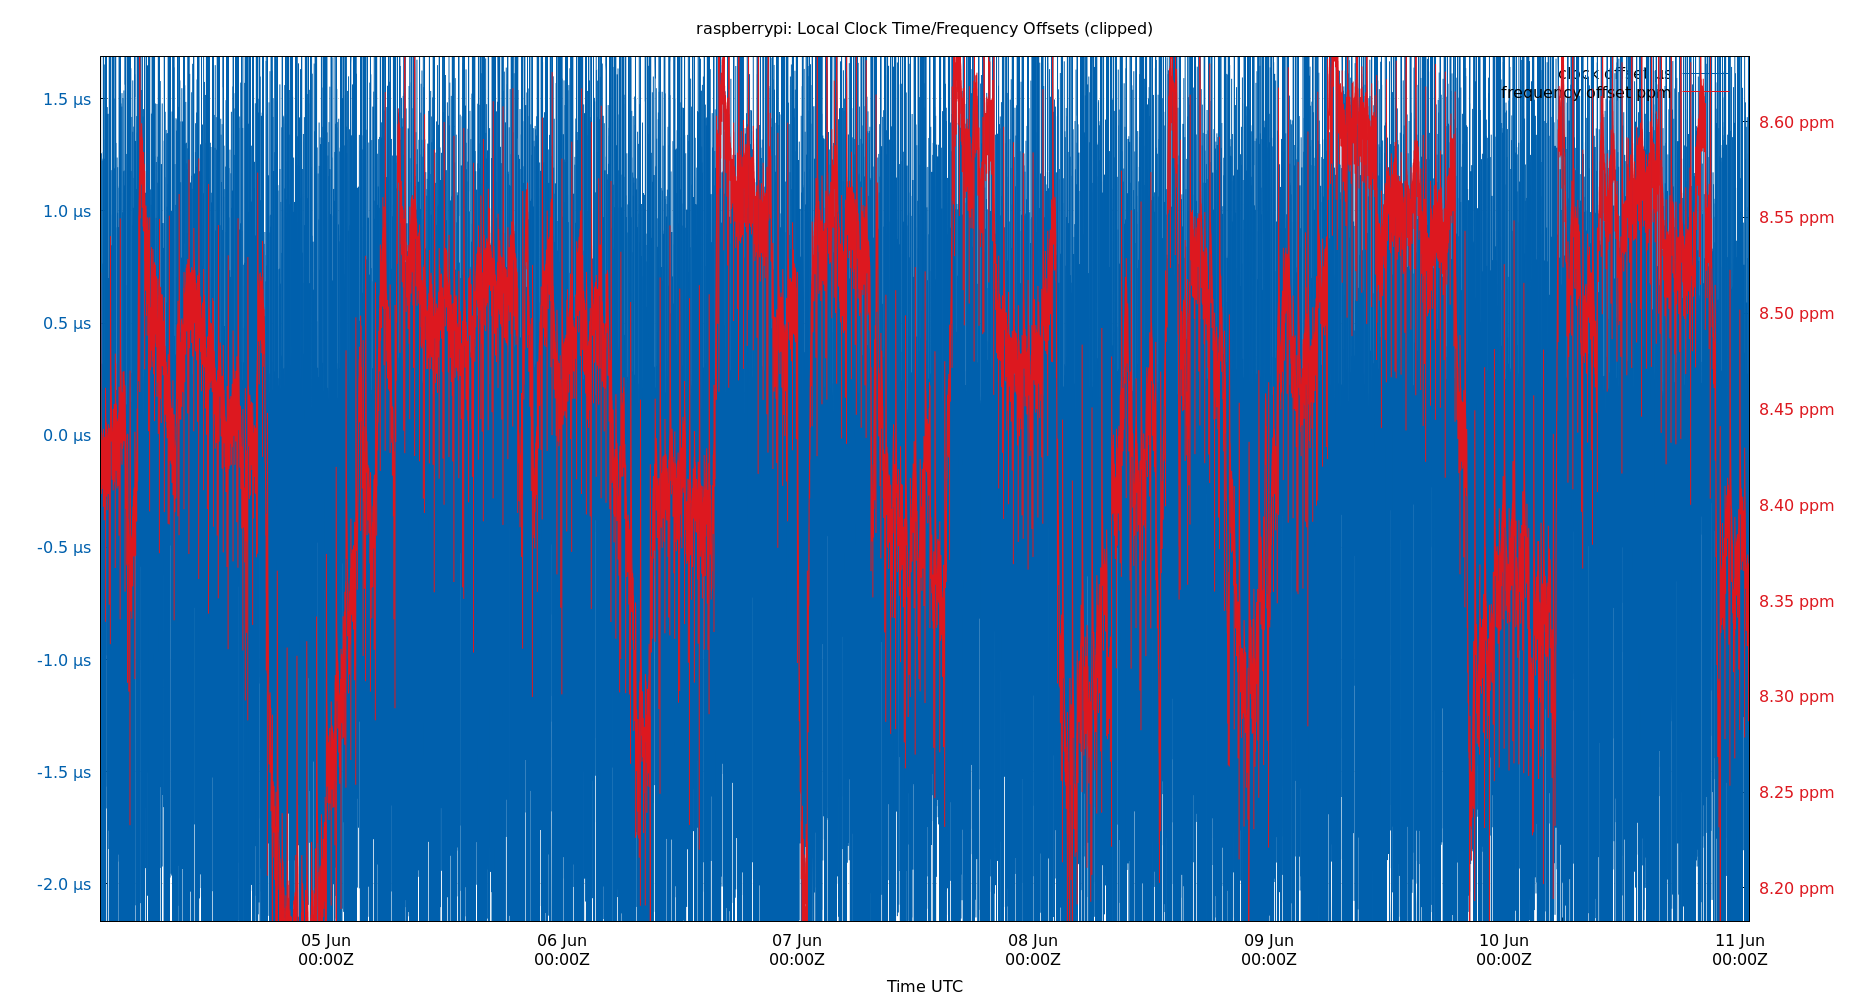 raspberrypi: Local Clock Time/Frequency Offsets (clipped)
clock offset µs
frequency offset ppm
1.5 µs
1.0 µs
0.5 µs
0.0 µs
-0.5 µs
-1.0 µs
-1.5 µs
-2.0 µs
8.60 ppm
8.55 ppm
8.50 ppm
8.45 ppm
8.40 ppm
8.35 ppm
8.30 ppm
8.25 ppm
8.20 ppm
05 Jun
00:00Z
06 Jun
00:00Z
07 Jun
00:00Z
08 Jun
00:00Z
09 Jun
00:00Z
10 Jun
00:00Z
11 Jun
00:00Z
Time UTC